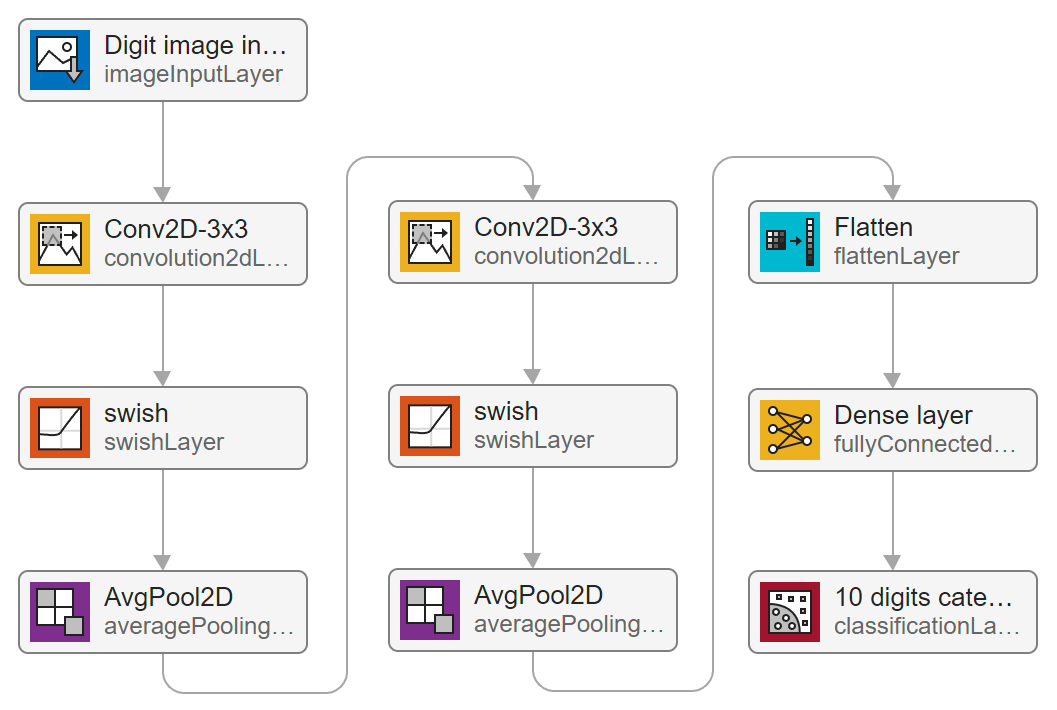 Digit image in…
imageInputLayer
Conv2D-3x3
convolution2dL…
swish
swishLayer
AvgPool2D
averagePooling…
Conv2D-3x3
convolution2dL…
swish
swishLayer
AvgPool2D
averagePooling…
Flatten
flattenLayer
Dense layer
fullyConnected…
10 digits cate…
classificationLa…